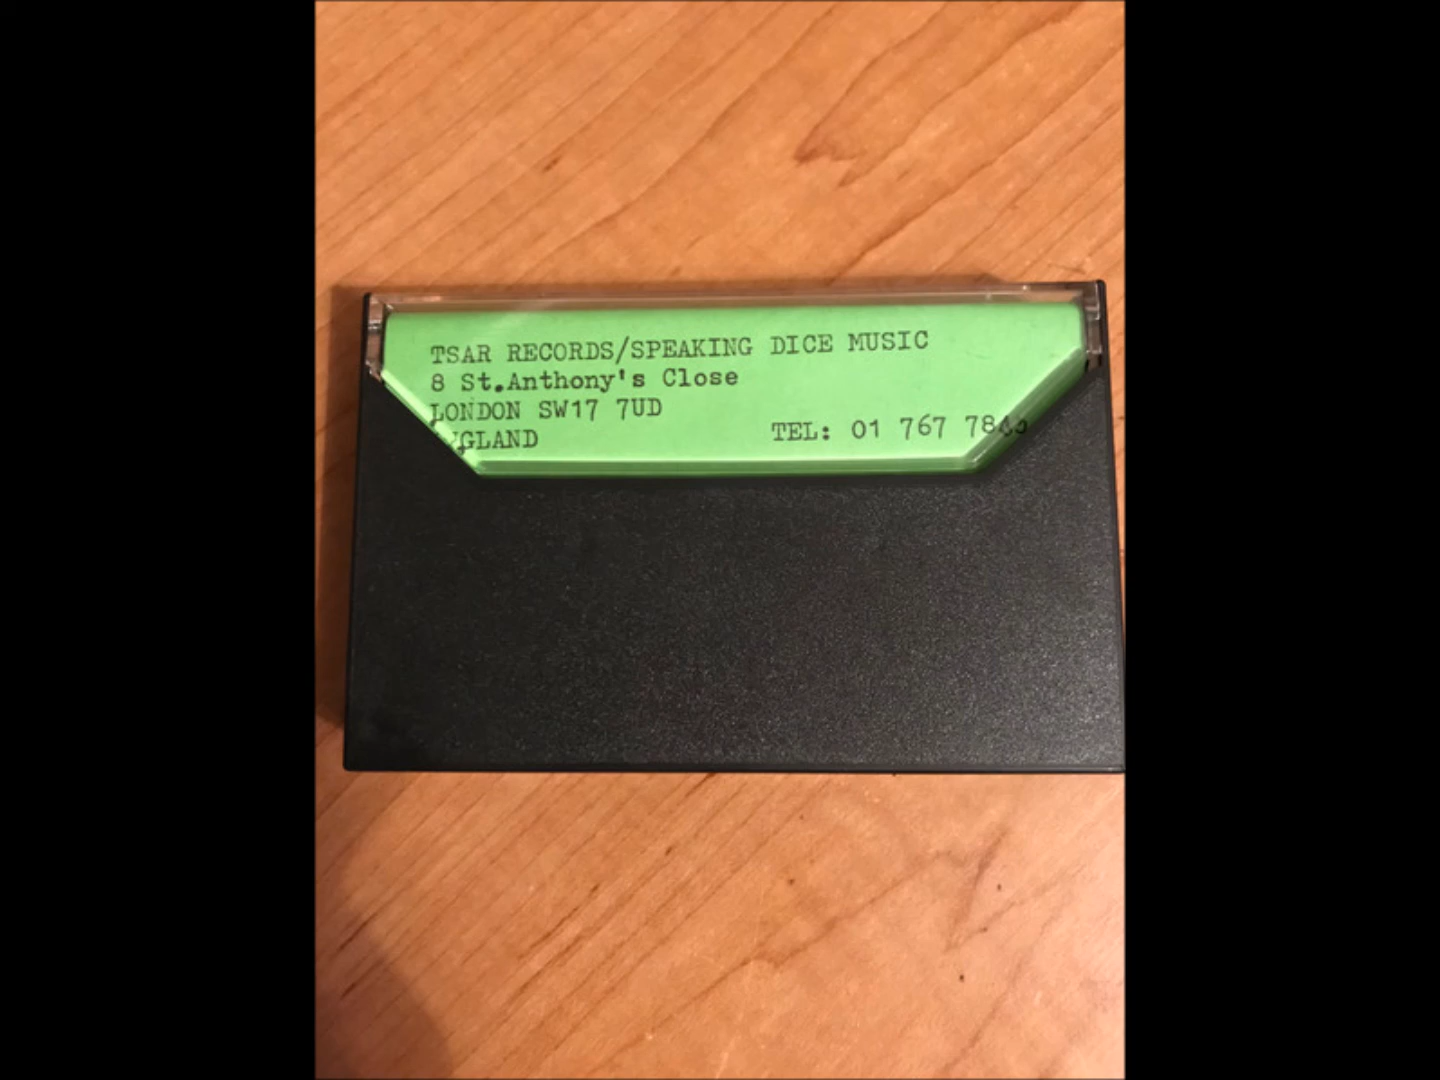 TSAR RECORDS/SPEAKING DICE MUSIC
8 St.Anthony's Close
LONDON SW17 7UD
TEL: 01 767